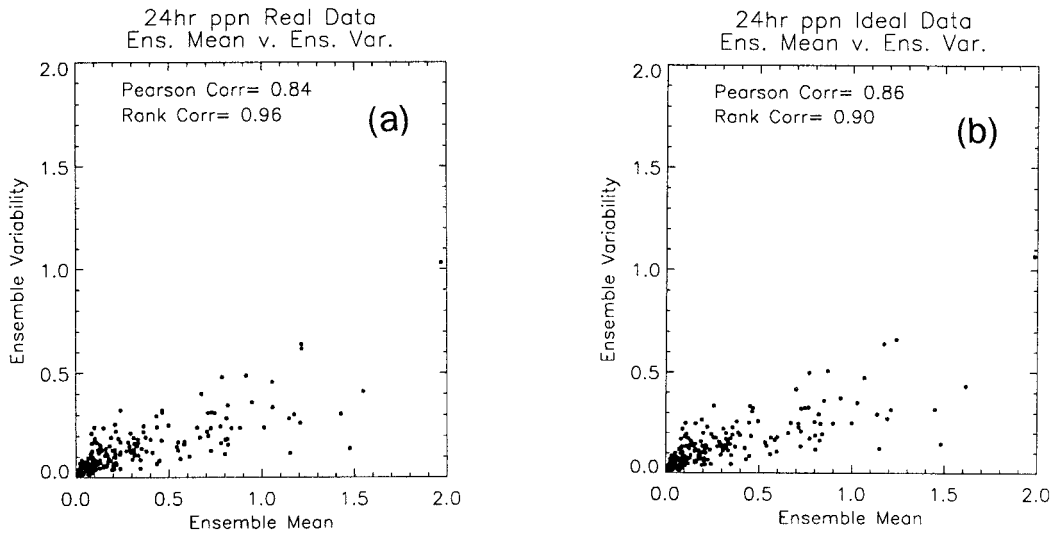 24hr ppn Real Data
Ens. Mean v. Ens. Var.
2.0
Pearson Corr= 0.84
Rank Corr= 0.96
(a)
1.5
1.0
0.5
0.0
Ensemble Variability
0.0 0.5 1.0 1.5 2.0
Ensemble Mean
24hr ppn Ideal Data
Ens. Mean v. Ens. Var.
2.0
Pearson Corr= 0.86
Rank Corr= 0.90
(b)
1.5
1.0
0.5
0.0
Ensemble Variability
0.0 0.5 1.0 1.5 2.0
Ensemble Mean